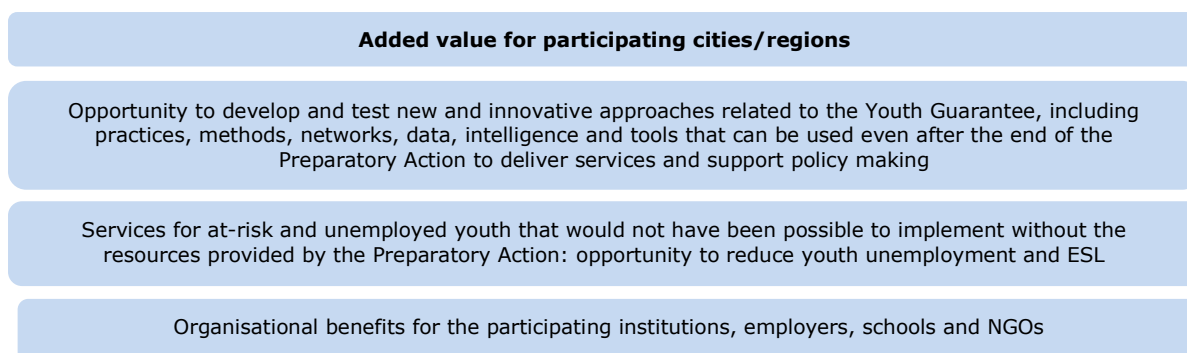 Added value for participating cities/regions
Opportunity to develop and test new and innovative approaches related to the Youth Guarantee, including
practices, methods, networks, data, intelligence and tools that can be used even after the end of the
Preparatory Action to deliver services and support policy making
Services for at-risk and unemployed youth that would not have been possible to implement without the
resources provided by the Preparatory Action: opportunity to reduce youth unemployment and ESL
Organisational benefits for the participating institutions, employers, schools and NGOs